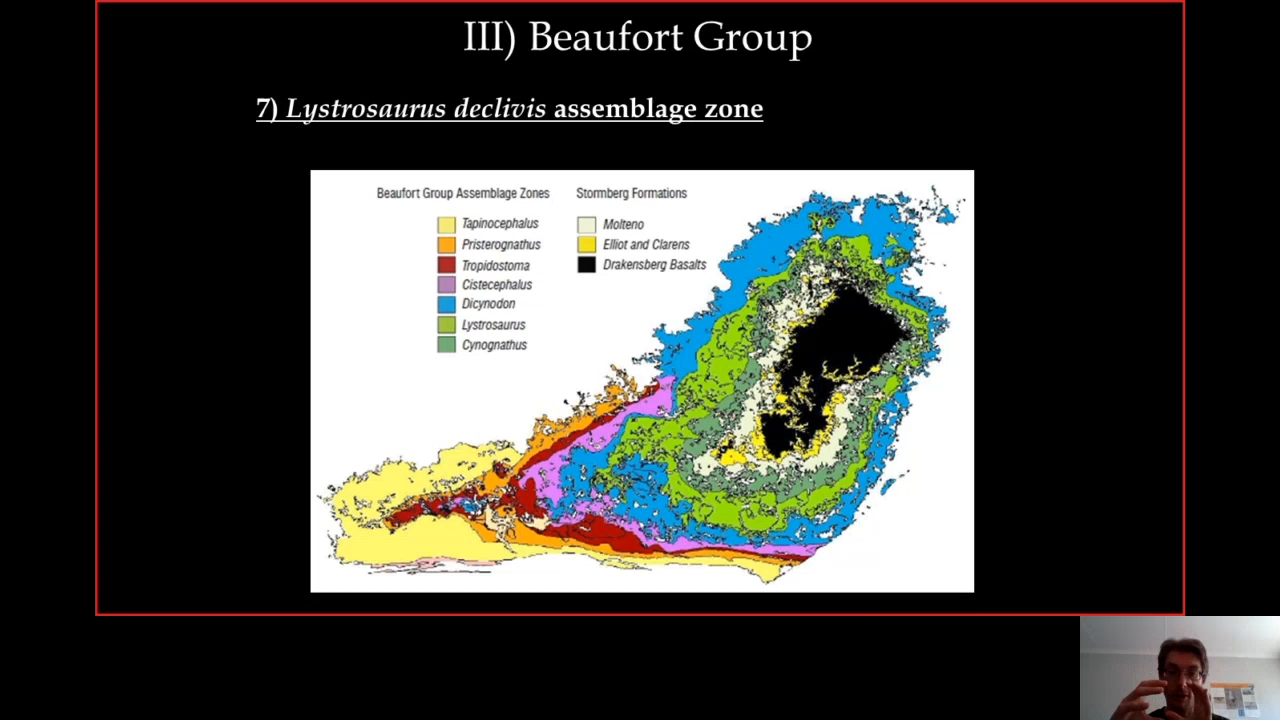 III) Beaufort Group
7) Lystrosaurus declivis assemblage zone
Beaufort Group Assemblage Zones
Tapinocephalus
Pristerognathus
Tropidostoma
Cistecephalus
Dicynodon
Lystrosaurus
Cynognathus
Stormberg Formations
Molteno
Elliot and Clarens
Drakensberg Basalts